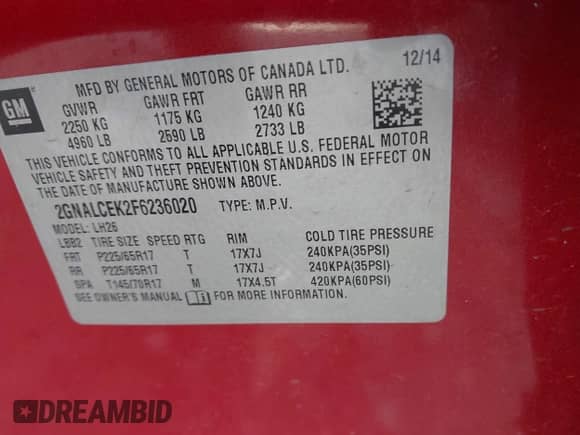 12/14
GM
MFD BY GENERAL MOTORS OF CANADA LTD.
GVWR GAWR FRT GAWR RR
2250 KG 1175 KG 1240 KG
4960 LB 2590 LB 2733 LB
THIS VEHICLE CONFORMS TO ALL APPLICABLE U.S. FEDERAL MOTOR
VEHICLE SAFETY AND THEFT PREVENTION STANDARDS IN EFFECT ON
THE DATE OF MANUFACTURE SHOWN ABOVE.
2GNALCEK2F6236020 TYPE: M.P.V.
MODEL: LH26
LBB2 TIRE SIZE SPEED RTG RIM COLD TIRE PRESSURE
FRT P225/65R17 T 17X7J 240KPA(35PSI)
RR P225/65R17 T 17X7J 240KPA(35PSI)
SPA T145/70R17 M 17X4.5T 420KPA(60PSI)
SEE OWNER'S MANUAL i FOR MORE INFORMATION.
DREAMBID